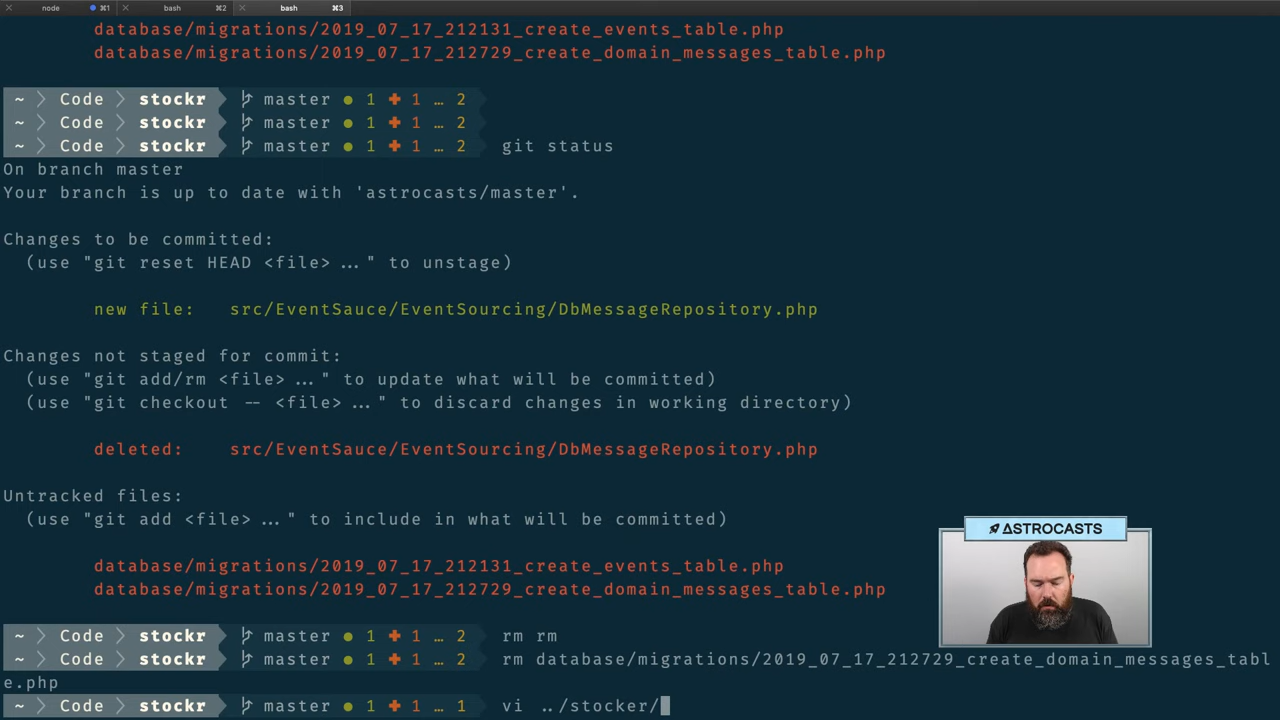 node ⌘1 bash ⌘2 bash ⌘3
database/migrations/2019_07_17_212131_create_events_table.php
database/migrations/2019_07_17_212729_create_domain_messages_table.php
~ Code stockr master ● 1 ✚ 1 … 2
~ Code stockr master ● 1 ✚ 1 … 2
~ Code stockr master ● 1 ✚ 1 … 2 git status
On branch master
Your branch is up to date with 'astrocasts/master'.
Changes to be committed:
(use "git reset HEAD <file>..." to unstage)
new file: src/EventSauce/EventSourcing/DbMessageRepository.php
Changes not staged for commit:
(use "git add/rm <file>..." to update what will be committed)
(use "git checkout -- <file>..." to discard changes in working directory)
deleted: src/EventSauce/EventSourcing/DbMessageRepository.php
Untracked files:
(use "git add <file>..." to include in what will be committed)
database/migrations/2019_07_17_212131_create_events_table.php
database/migrations/2019_07_17_212729_create_domain_messages_table.php
~ Code stockr master ● 1 ✚ 1 … 2 rm rm
~ Code stockr master ● 1 ✚ 1 … 2 rm database/migrations/2019_07_17_212729_create_domain_messages_tabl
e.php
~ Code stockr master ● 1 ✚ 1 … 1 vi ../stocker/
ASTROCASTS